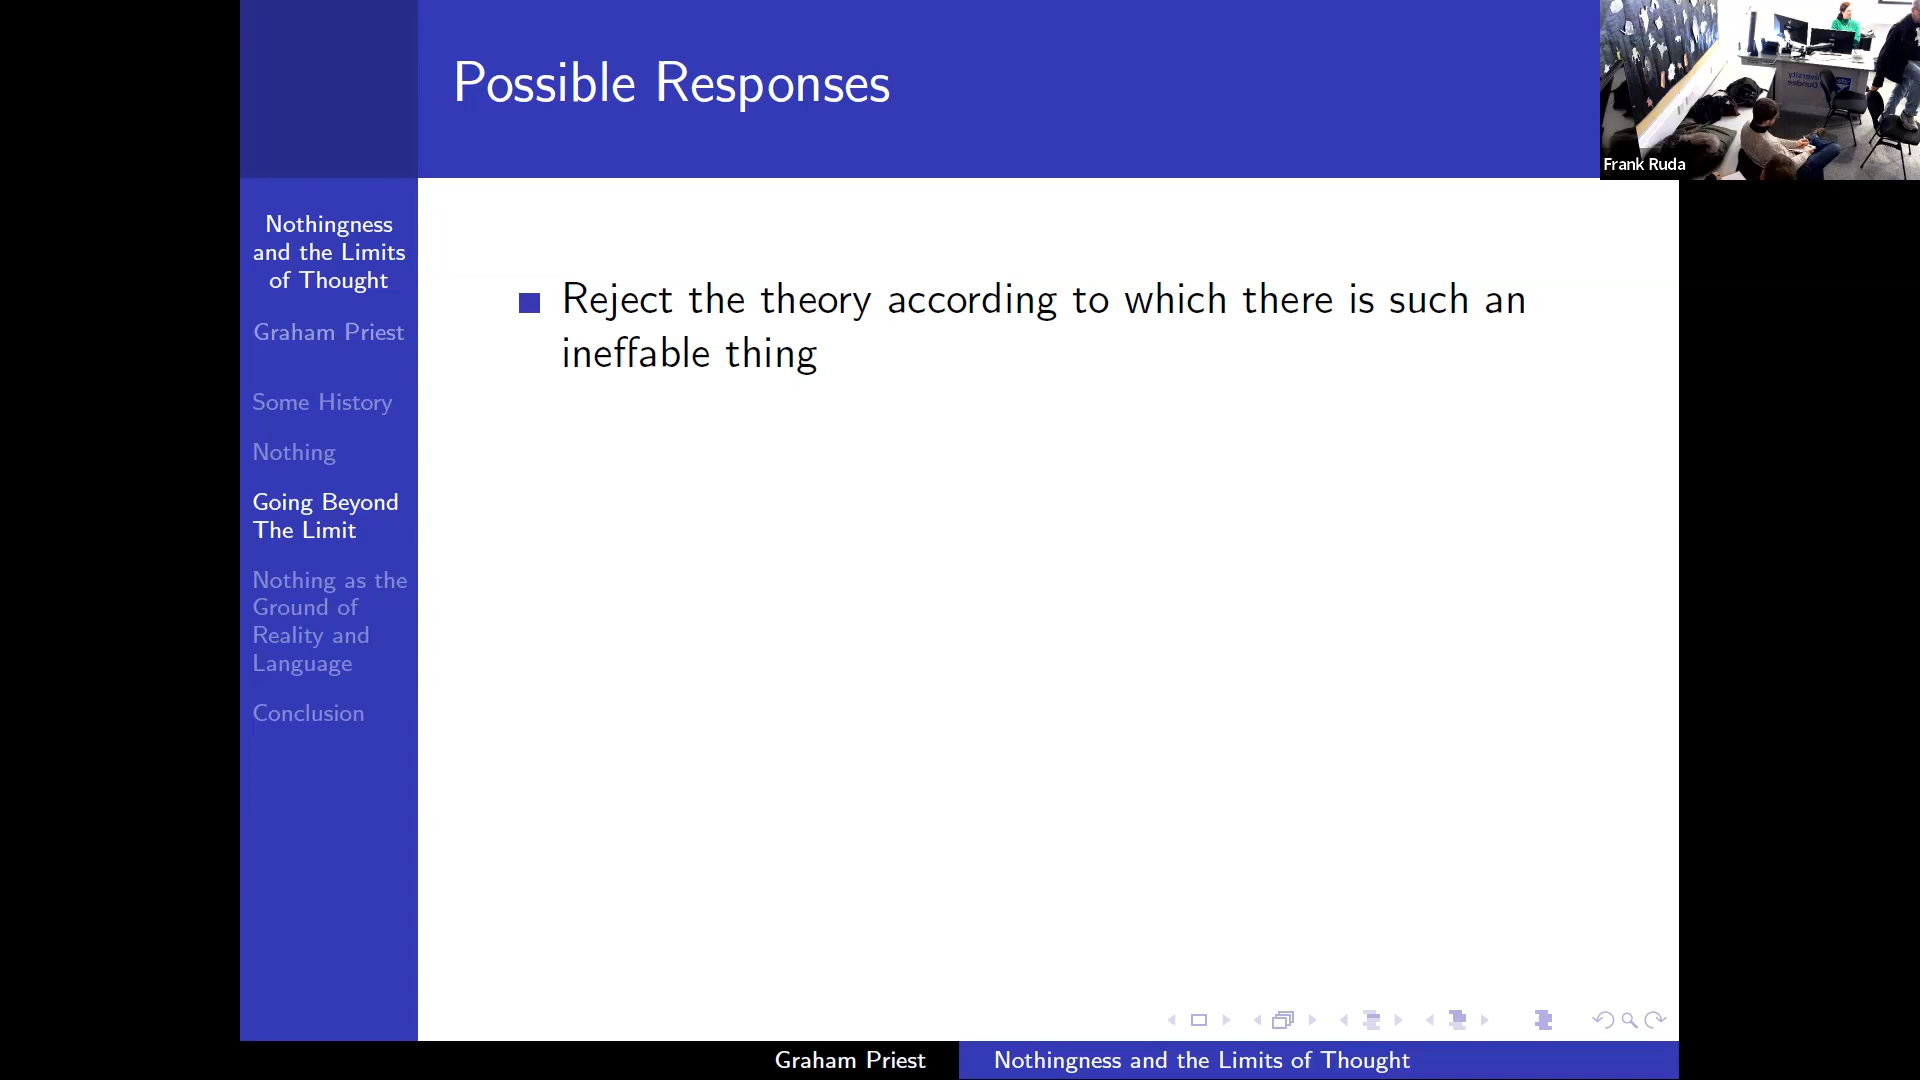 Possible Responses
Frank Ruda
Nothingness
and the Limits
of Thought
Graham Priest
Some History
Nothing
Going Beyond
The Limit
Nothing as the
Ground of
Reality and
Language
Conclusion
Reject the theory according to which there is such an
ineffable thing
Graham Priest
Nothingness and the Limits of Thought